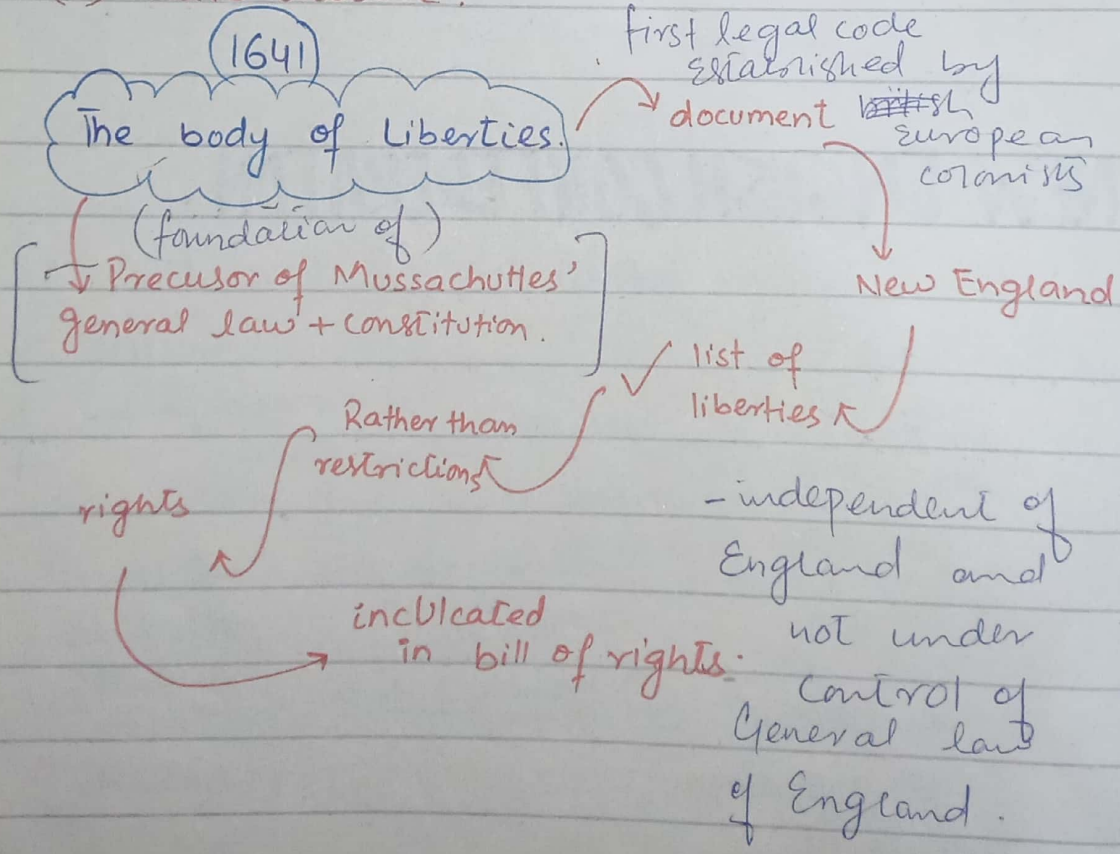 1641
The body of Liberties.
first legal code
established by
document
european
colonists
(foundation of)
Precusor of Mussachuttes'
general law + constitution.
New England
list of
liberties
Rather than
restrictions
rights
inculcated
in bill of rights.
- independent of
England and
not under
control of
General law
of England.